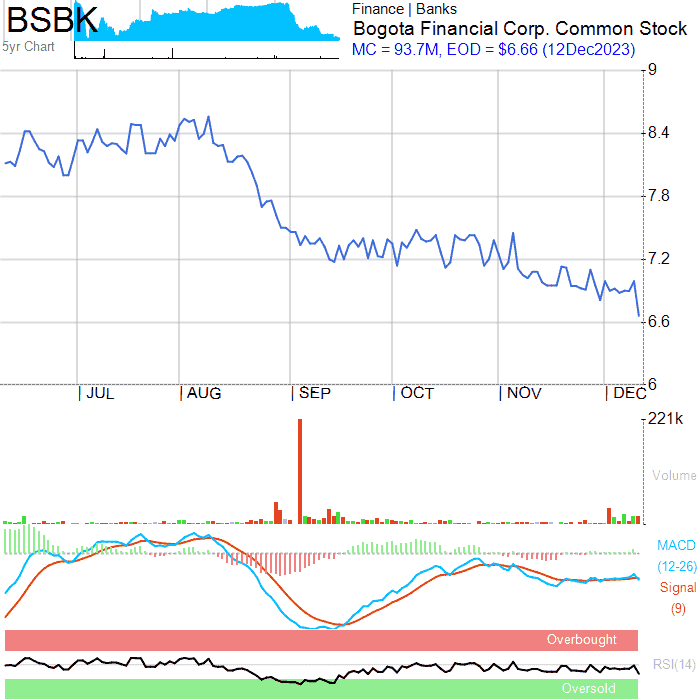 BSBK
5yr Chart
Finance | Banks
Bogota Financial Corp. Common Stock
MC = 93.7M, EOD = $6.66 (12Dec2023)
9
8.4
7.8
7.2
6.6
6
| JUL | AUG | SEP | OCT | NOV | DEC
221k
Volume
MACD
(12-26)
Signal
(9)
Overbought
RSI(14)
Oversold